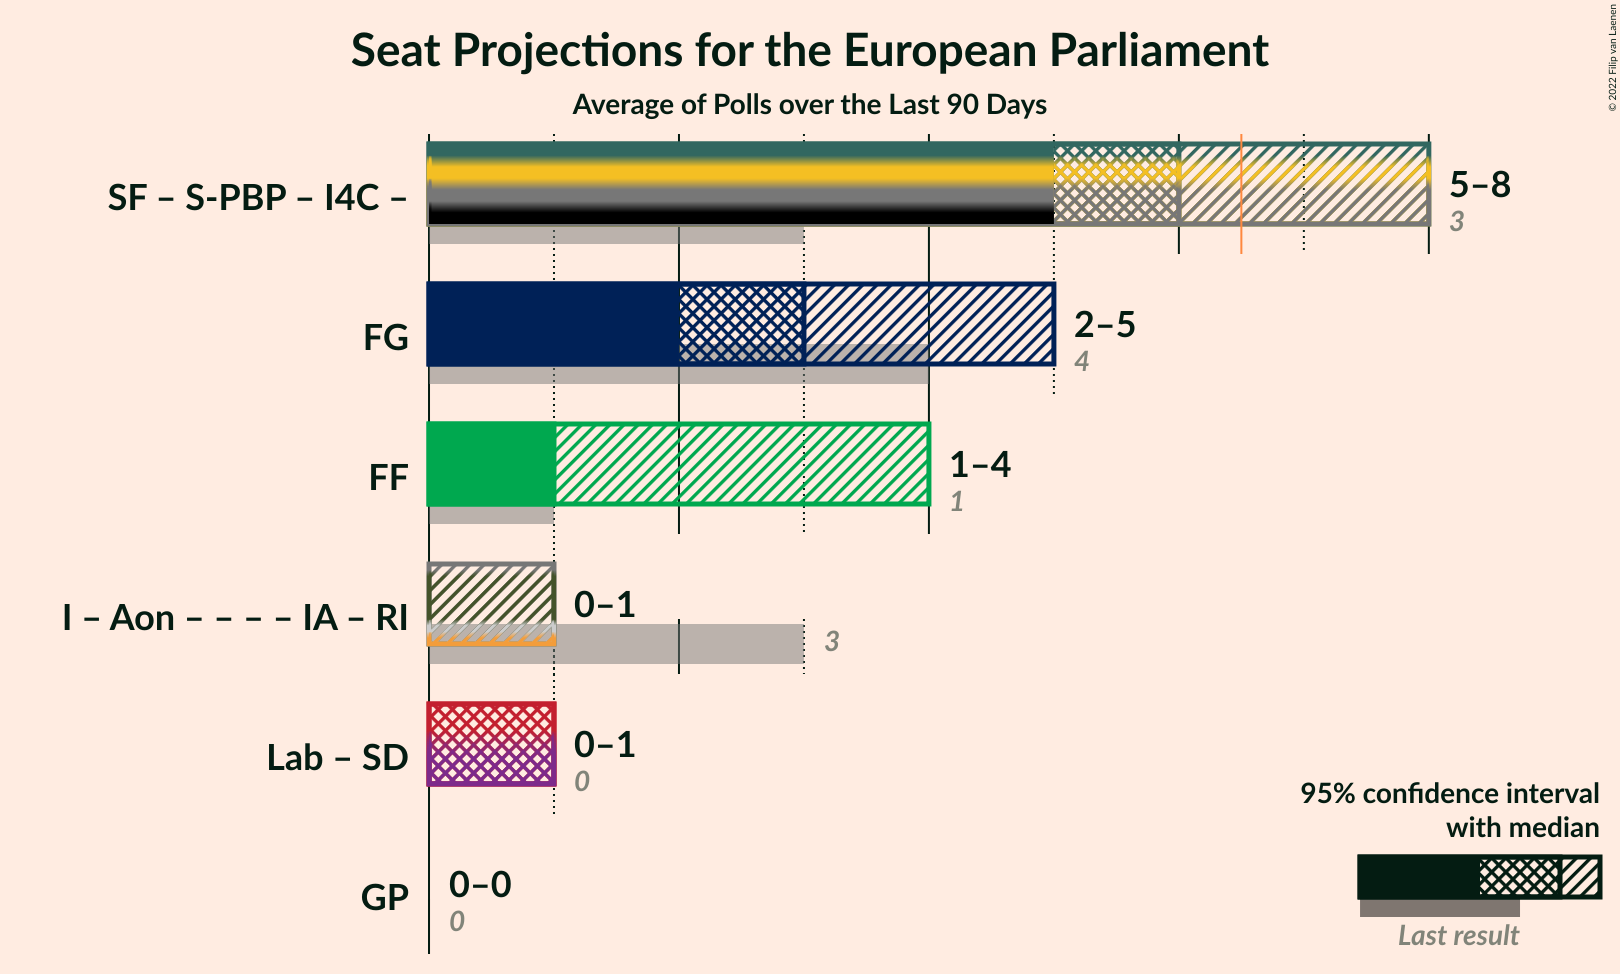 Seat Projections for the European Parliament
Average of Polls over the Last 90 Days
© 2022 Filip van Laenen
SF – S-PBP – I4C –
5–8
3
FG
2–5
4
FF
1–4
1
I – Aon – – – – IA – RI
0–1
3
Lab – SD
0–1
0
GP
0–0
0
95% confidence interval
with median
Last result